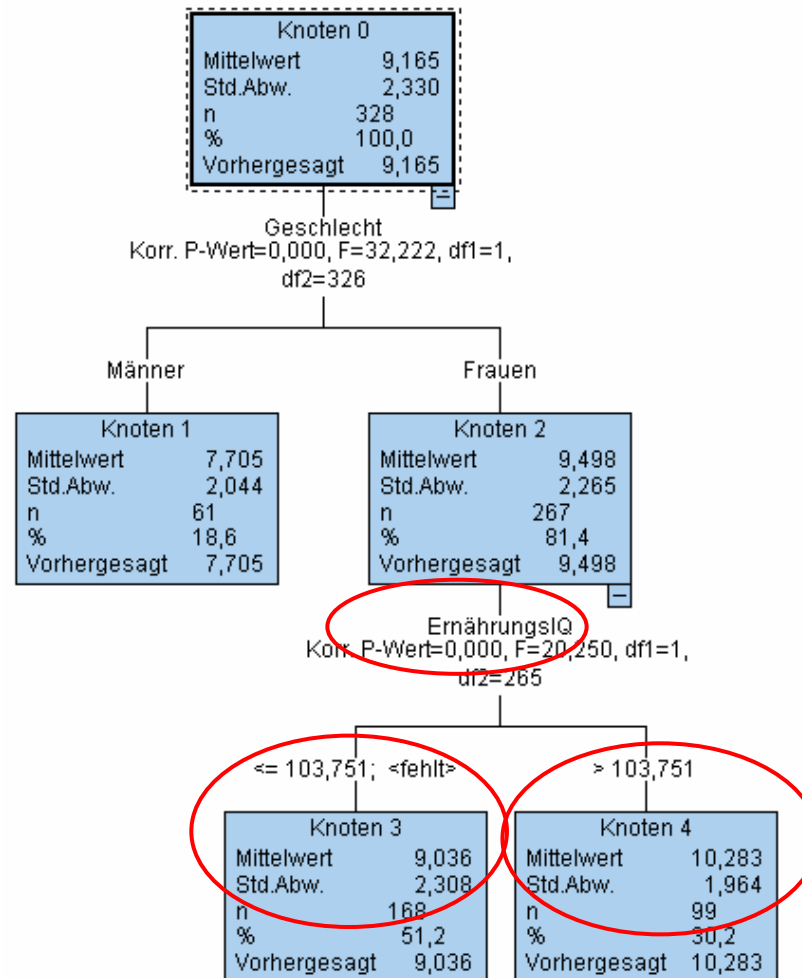 Knoten 0
Mittelwert 9,165
Std.Abw. 2,330
n 328
% 100,0
Vorhergesagt 9,165
Geschlecht
Korr. P-Wert=0,000, F=32,222, df1=1,
df2=326
Männer
Frauen
Knoten 1
Mittelwert 7,705
Std.Abw. 2,044
n 61
% 18,6
Vorhergesagt 7,705
Knoten 2
Mittelwert 9,498
Std.Abw. 2,265
n 267
% 81,4
Vorhergesagt 9,498
ErnährungsIQ
Korr. P-Wert=0,000, F=20,250, df1=1,
df2=265
<= 103,751; <fehlt>
> 103,751
Knoten 3
Mittelwert 9,036
Std.Abw. 2,308
n 168
% 51,2
Vorhergesagt 9,036
Knoten 4
Mittelwert 10,283
Std.Abw. 1,964
n 99
% 30,2
Vorhergesagt 10,283